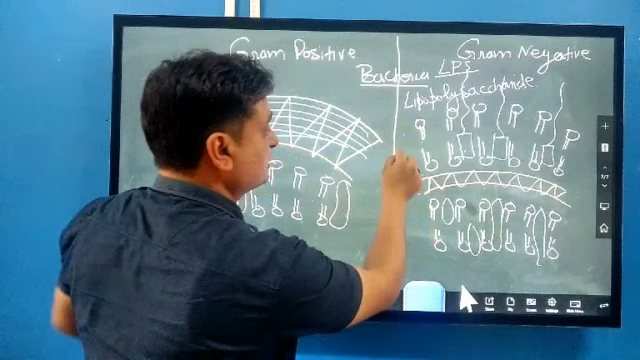 Gram Positive
Gram Negative
Bacteria LPS
Lipopolysaccharide